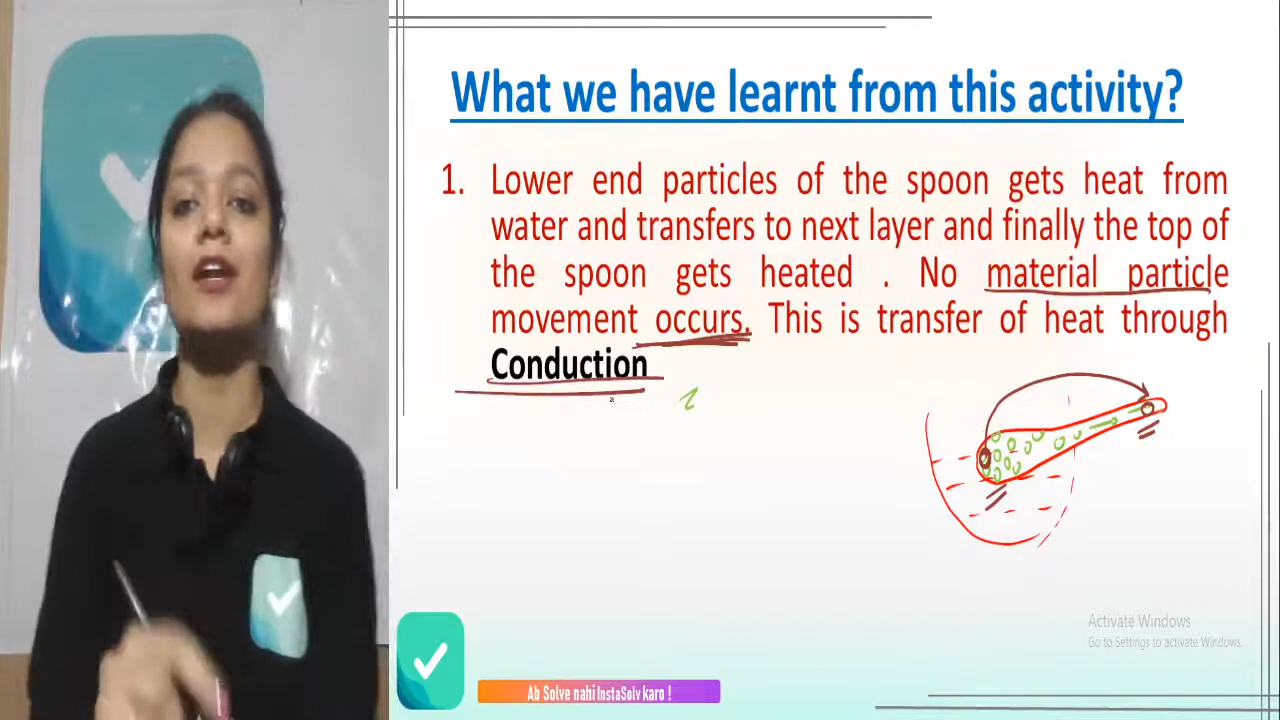 What we have learnt from this activity?
1. Lower end particles of the spoon gets heat from
water and transfers to next layer and finally the top of
the spoon gets heated . No material particle
movement occurs. This is transfer of heat through
Conduction
Activate Windows
Go to Settings to activate Windows.
Ab Solve nahi InstaSolv karo !